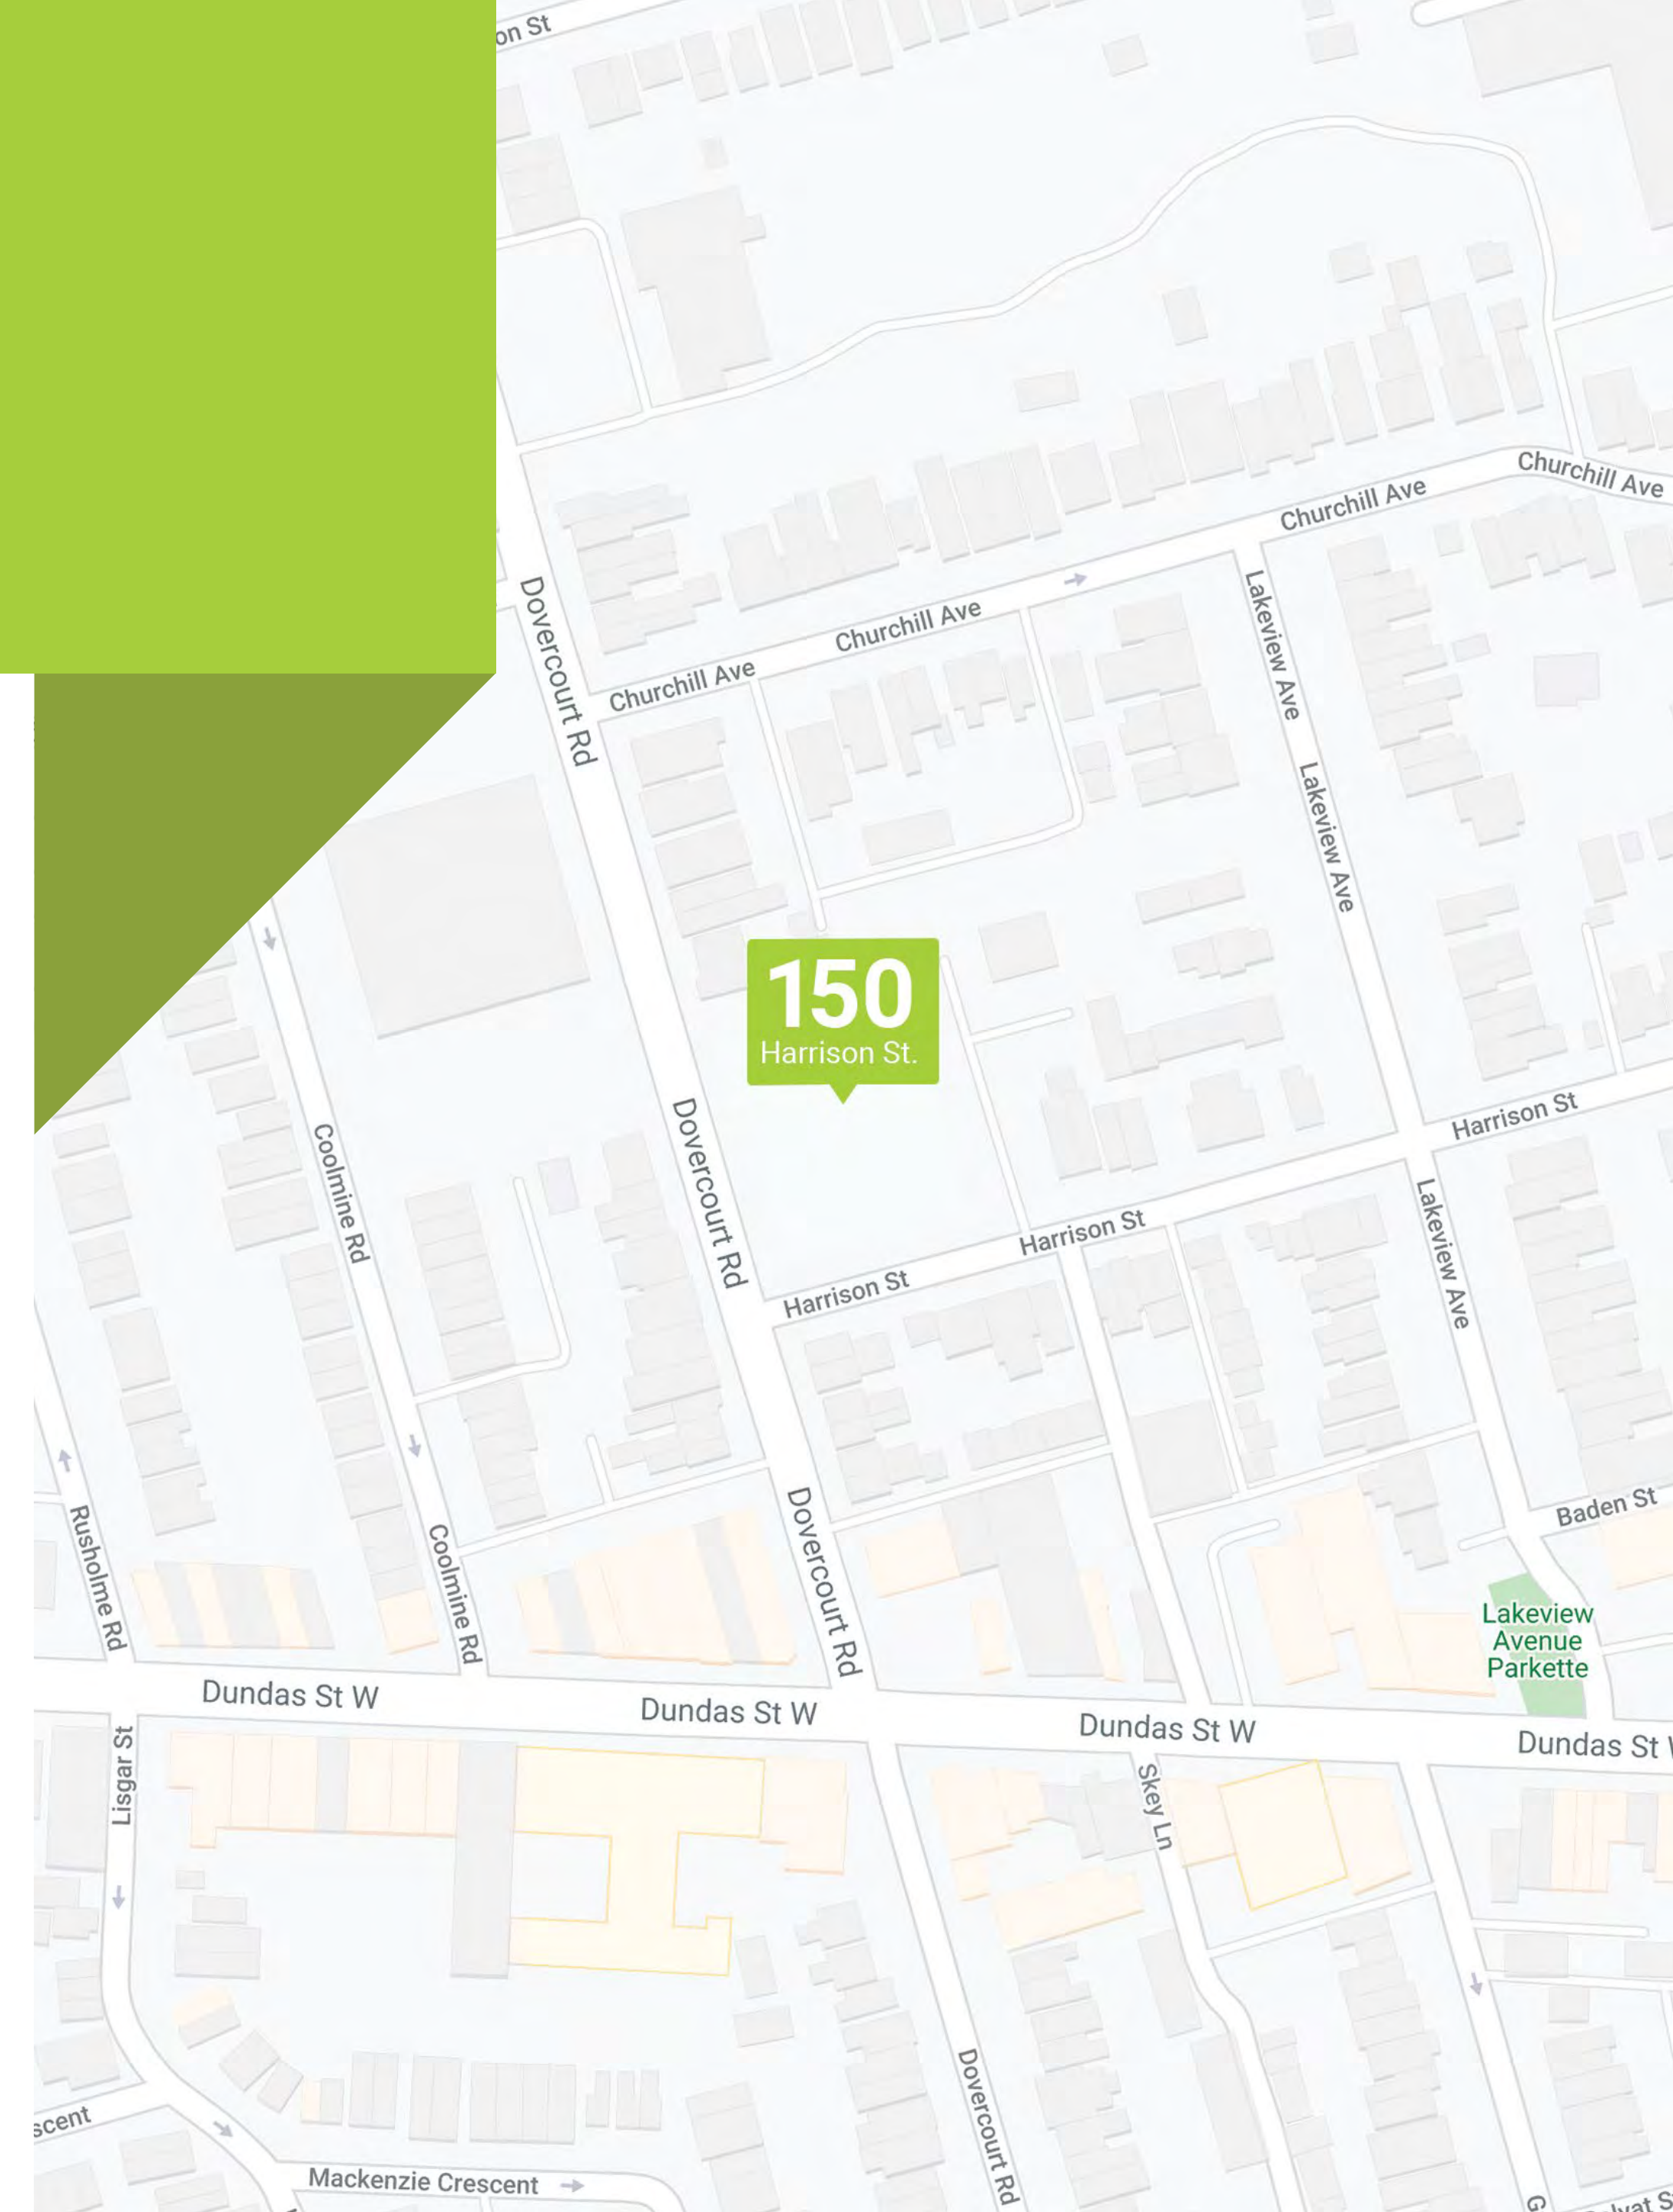 on St
Churchill Ave
Churchill Ave
Churchill Ave
Churchill Ave
Dovercourt Rd
Lakeview Ave
Lakeview Ave
150
Harrison St.
Dovercourt Rd
Coolmine Rd
Harrison St
Harrison St
Harrison St
Lakeview Ave
Rusholme Rd
Coolmine Rd
Dovercourt Rd
Baden St
Lakeview
Avenue
Parkette
Dundas St W
Dundas St W
Dundas St W
Dundas St W
Lisgar St
Skey Ln
Dovercourt Rd
scent
Mackenzie Crescent